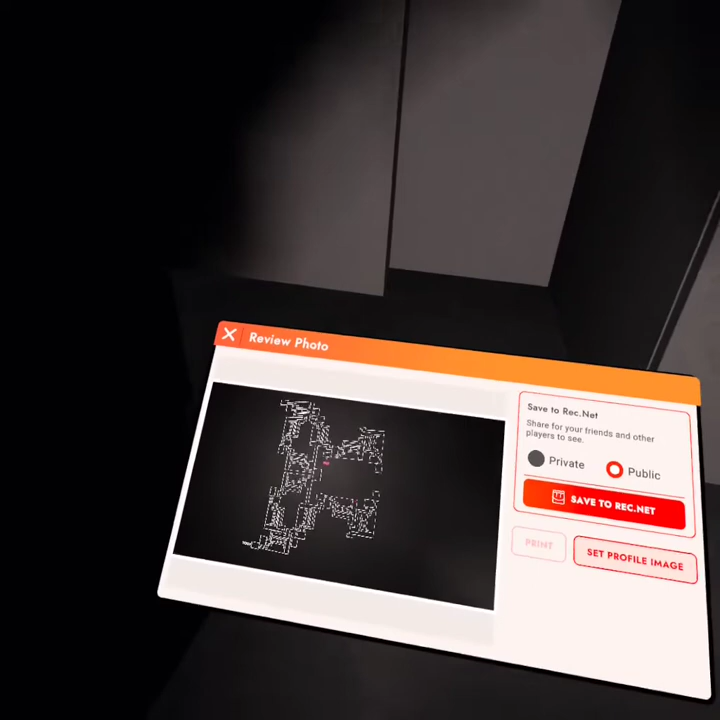 Review Photo
Save to Rec.Net
Share for your friends and other
players to see.
Private
Public
SAVE TO REC.NET
PRINT
SET PROFILE IMAGE